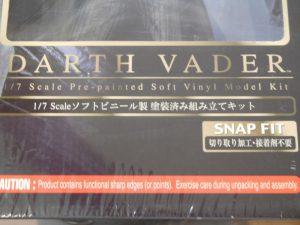 DARTH VADER™
1/7 Scale Pre-painted Soft Vinyl Model Kit
1/7 Scaleソフトビニール製 塗装済み組み立てキット
SNAP FIT
切り取り加工・接着剤不要
CAUTION: Product contains functional sharp edges (or points). Exercise care during unpacking and assembly.